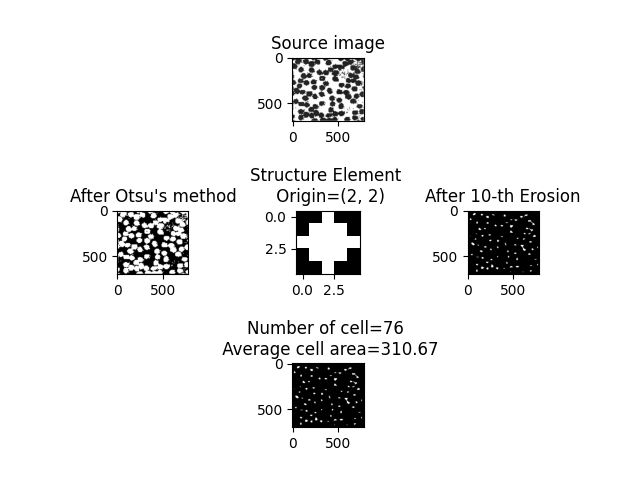 Source image
0
500
0 500
After Otsu's method
0
500
0 500
Structure Element
Origin=(2, 2)
0.0
2.5
0.0 2.5
After 10-th Erosion
0
500
0 500
Number of cell=76
Average cell area=310.67
0
500
0 500